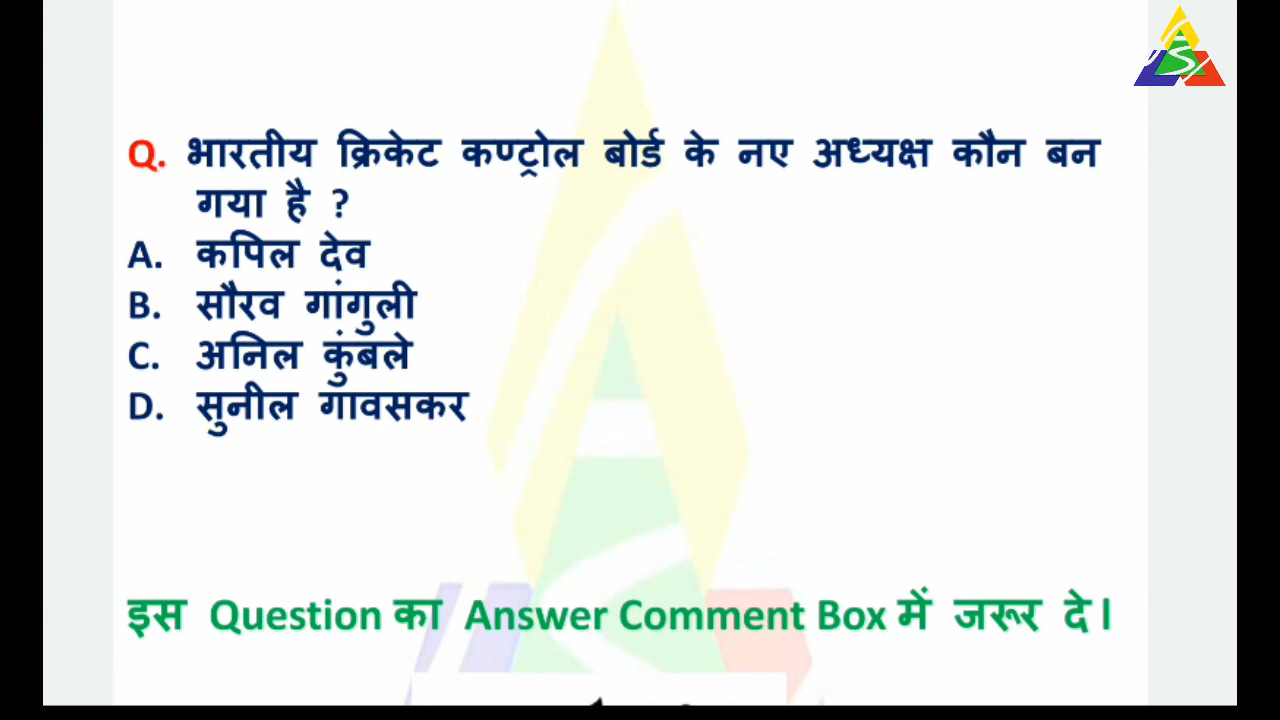 Q. भारतीय क्रिकेट कण्ट्रोल बोर्ड के नए अध्यक्ष कौन बन
गया है ?
A. कपिल देव
B. सौरव गांगुली
C. अनिल कुंबले
D. सुनील गावसकर
इस Question का Answer Comment Box में जरूर दे।